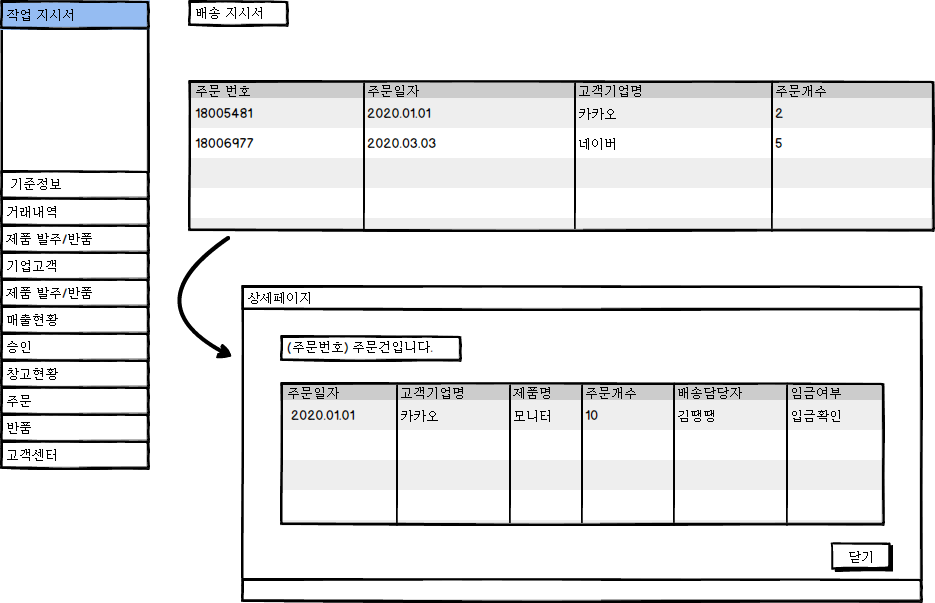 작업 지시서
배송 지시서
주문 번호 주문일자 고객기업명 주문개수
18005481 2020.01.01 카카오 2
18006977 2020.03.03 네이버 5
기준정보
거래내역
제품 발주/반품
기업고객
제품 발주/반품
매출현황
승인
창고현황
주문
반품
고객센터
상세페이지
(주문번호) 주문건입니다.
주문일자 고객기업명 제품명 주문개수 배송담당자 입금여부
2020.01.01 카카오 모니터 10 김땡땡 입금확인
닫기